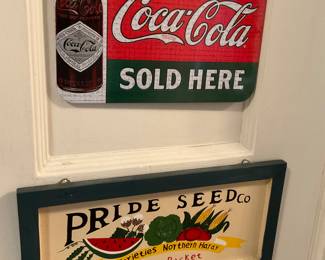 Coca-Cola
Coca-Cola
SOLD HERE
PRIDE SEED Co
Varieties Northern Hardy
Packet